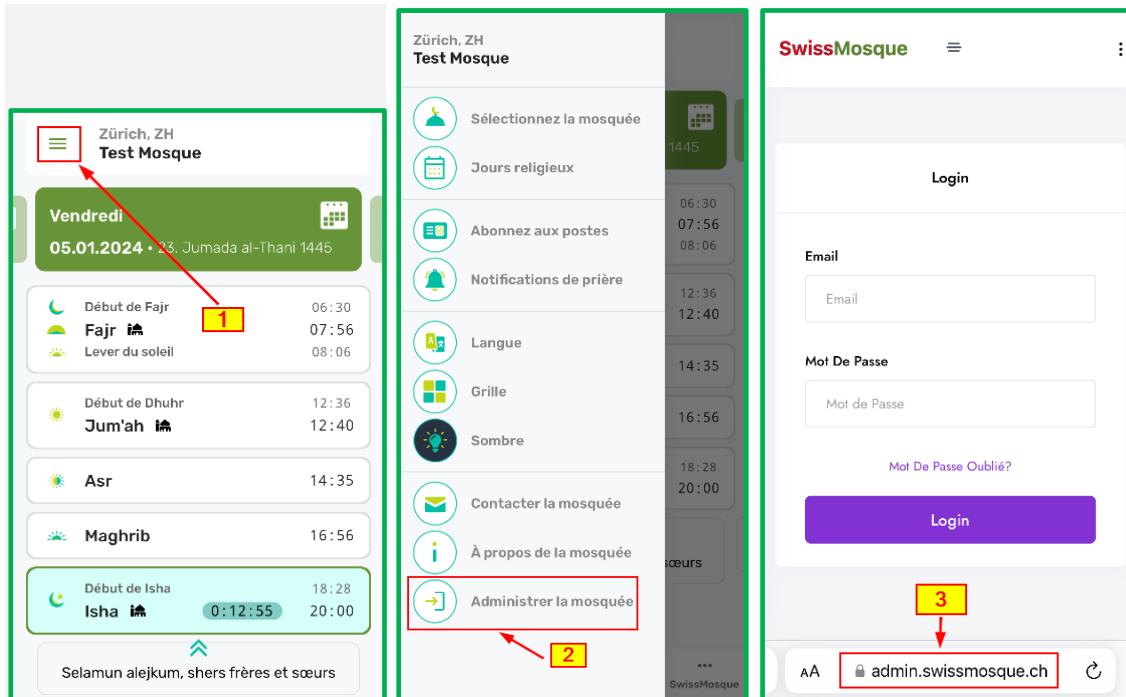 Zürich, ZH
Test Mosque
Vendredi
05.01.2024 • 23. Jumada al-Thani 1445
Début de Fajr 06:30
Fajr 07:56
Lever du soleil 08:06
1
Début de Dhuhr 12:36
Jum'ah 12:40
Asr 14:35
Maghrib 16:56
Début de Isha 18:28
Isha 0:12:55 20:00
Selamun alejkum, shers frères et sœurs
Zürich, ZH
Test Mosque
Sélectionnez la mosquée
Jours religieux
Abonnez aux postes
Notifications de prière
Langue
Grille
Sombre
Contacter la mosquée
À propos de la mosquée
Administrer la mosquée
2
1445
06:30
07:56
08:06
12:36
12:40
14:35
16:56
18:28
20:00
sœurs
SwissMosque
SwissMosque
Login
Email
Email
Mot De Passe
Mot de Passe
Mot De Passe Oublié?
Login
3
AA admin.swissmosque.ch